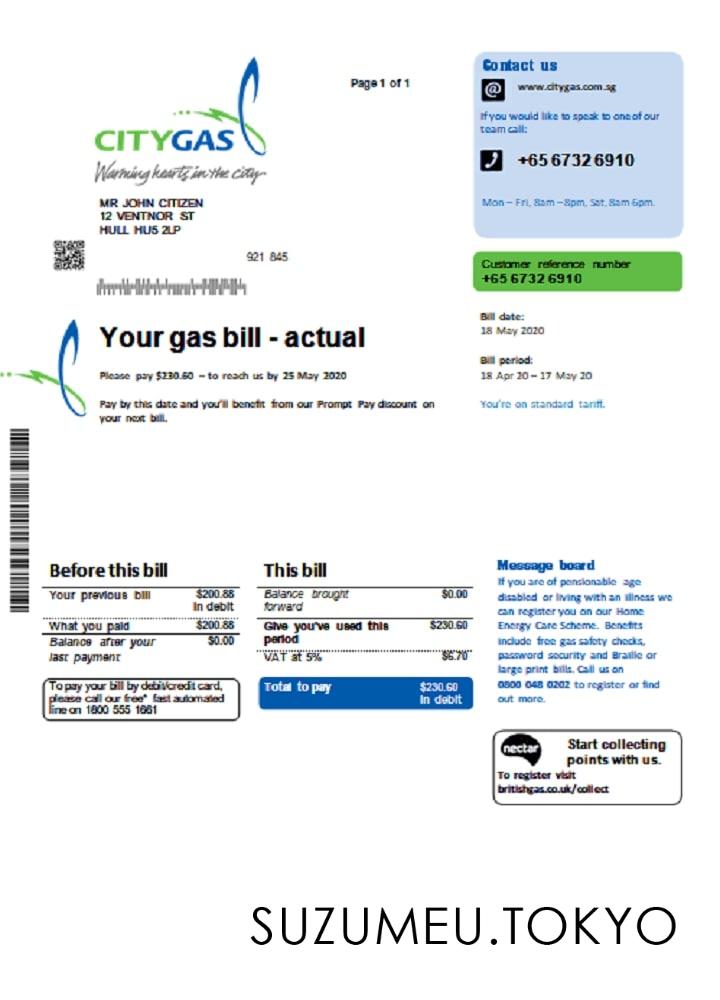 Page 1 of 1
CITYGAS
Warming hearts in the city
MR JOHN CITIZEN
12 VENTNOR ST
HULL HU5 2LP
921 845
Contact us
@ www.citygas.com.sg
If you would like to speak to one of our
team call:
+65 6732 6910
Mon – Fri, 8am – 8pm, Sat, 8am 6pm.
Customer reference number
+65 6732 6910
Your gas bill - actual
Please pay $230.60 – to reach us by 25 May 2020
Pay by this date and you'll benefit from our Prompt Pay discount on
your next bill.
Bill date:
18 May 2020
Bill period:
18 Apr 20 – 17 May 20
You're on standard tariff.
Before this bill
Your previous bill $200.88
In debit
What you paid $200.88
Balance after your $0.00
last payment
To pay your bill by debit/credit card,
please call our free* fast automated
line on 1800 555 1661
This bill
Balance brought $0.00
forward
Give you've used this $230.60
period
VAT at 5% $6.70
Total to pay $230.60
In debit
Message board
If you are of pensionable age
disabled or living with an illness we
can register you on our Home
Energy Care Scheme. Benefits
include free gas safety checks,
password security and Braille or
large print bills. Call us on
0800 048 0202 to register or find
out more.
nectar
Start collecting
points with us.
To register visit
britishgas.co.uk/collect
SUZUMEU.TOKYO